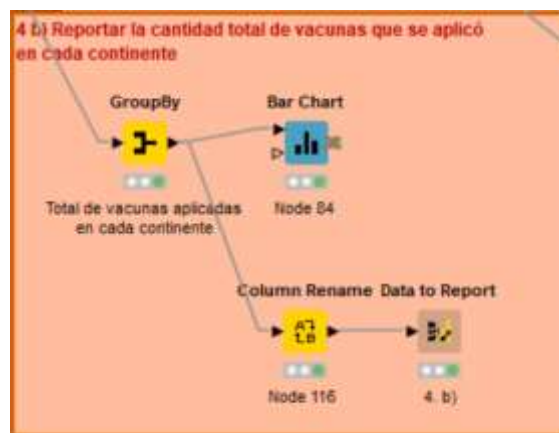 4 b) Reportar la cantidad total de vacunas que se aplicó
en cada continente
GroupBy
Bar Chart
Total de vacunas aplicadas
en cada continente
Node 84
Column Rename
Data to Report
Node 116
4. b)